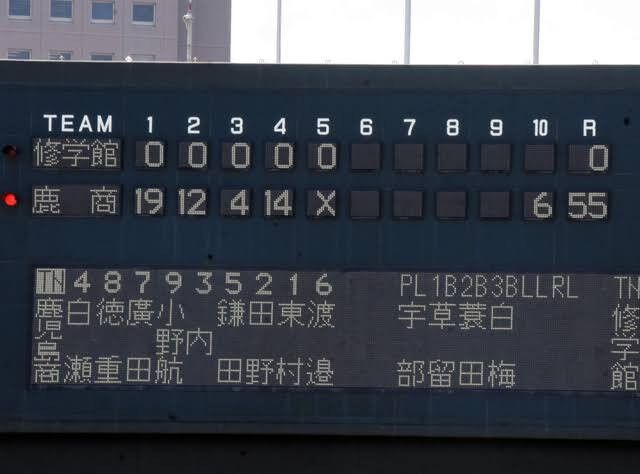 TEAM 1 2 3 4 5 6 7 8 9 10 R
修学館 0 0 0 0 0 0
鹿商 19 12 4 14 X 6 55
TN 4 8 7 9 3 5 2 1 6 PL 1B 2B 3B LL RL TN
鹿児島商 白瀬 徳重 廣田 小野航 内 鎌田 田野 東村 渡邉 宇部 草留 蓑田 白梅 修学館